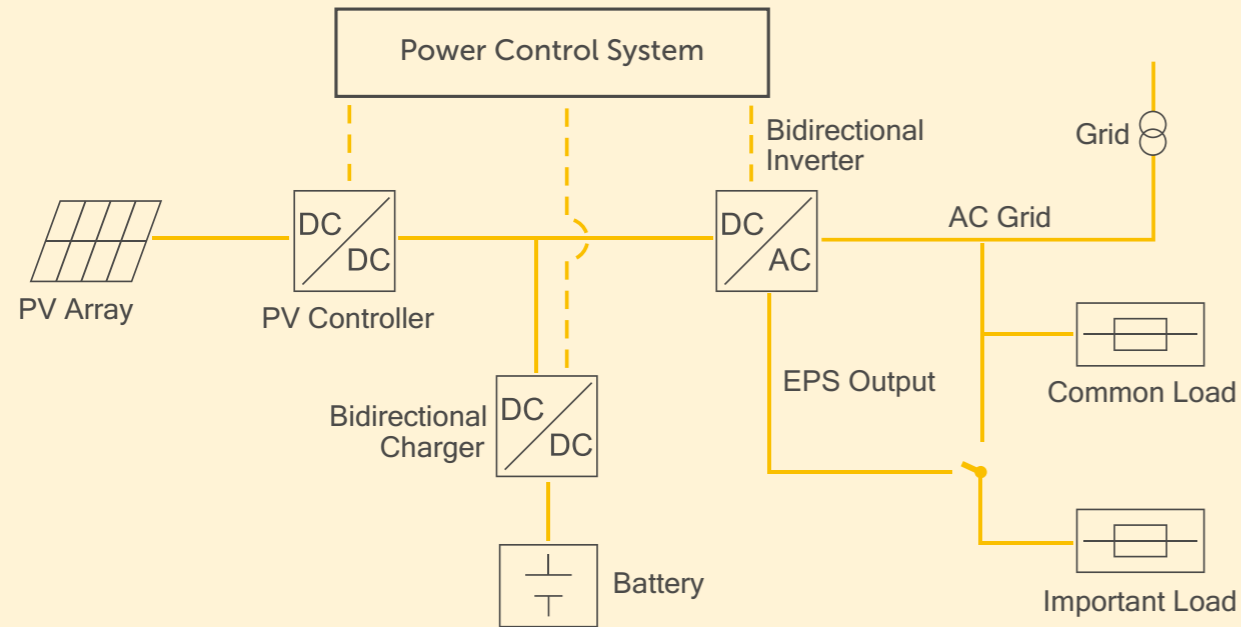 Power Control System
Bidirectional
Inverter
Grid
DC
DC
DC
AC
AC Grid
PV Array
PV Controller
EPS Output
Common Load
Bidirectional
Charger
DC
DC
Battery
Important Load